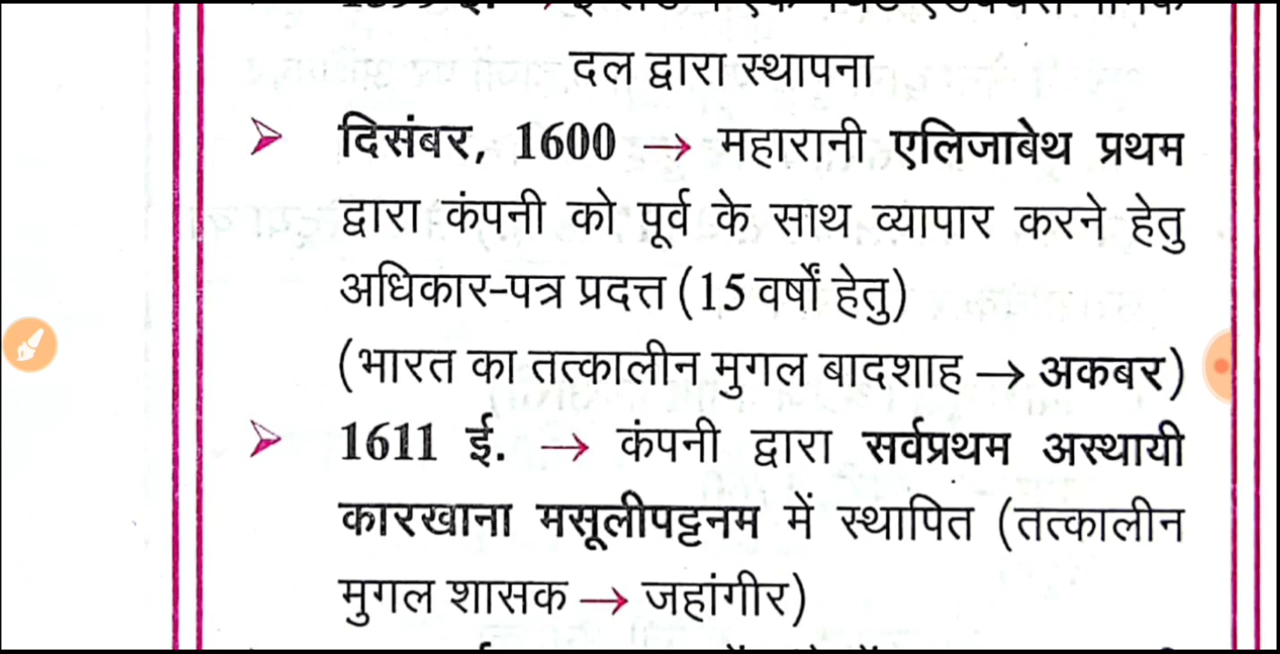 दल द्वारा स्थापना
➢ दिसंबर, 1600 → महारानी एलिजाबेथ प्रथम
द्वारा कंपनी को पूर्व के साथ व्यापार करने हेतु
अधिकार-पत्र प्रदत्त (15 वर्षों हेतु)
(भारत का तत्कालीन मुगल बादशाह → अकबर)
➢ 1611 ई. → कंपनी द्वारा सर्वप्रथम अस्थायी
कारखाना मसूलीपट्टनम में स्थापित (तत्कालीन
मुगल शासक → जहांगीर)